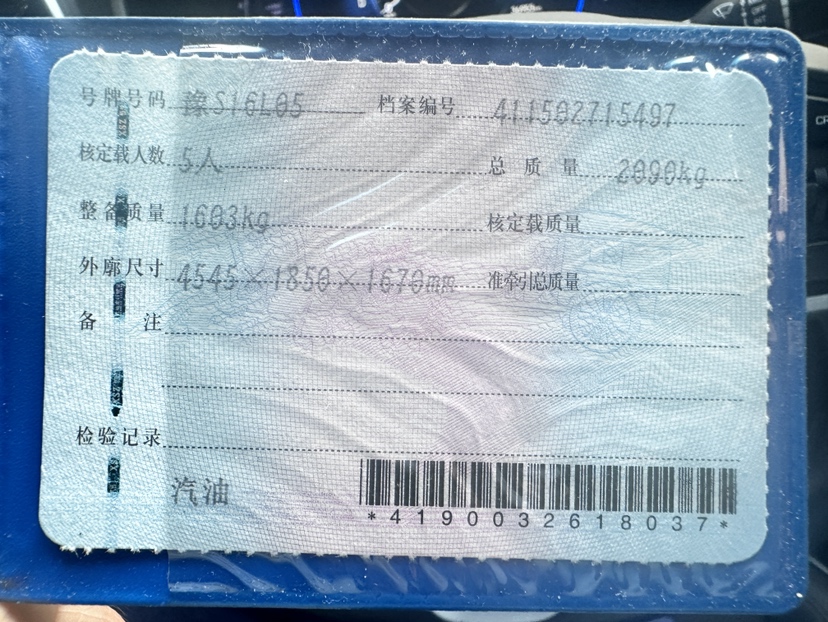 号牌号码 豫S16L05 档案编号 411502715497
核定载人数 5人 总质量 2090kg
整备质量 1603kg 核定载质量
外廓尺寸 4545×1850×1670mm 准牵引总质量
备注
检验记录
汽油
*4190032618037*